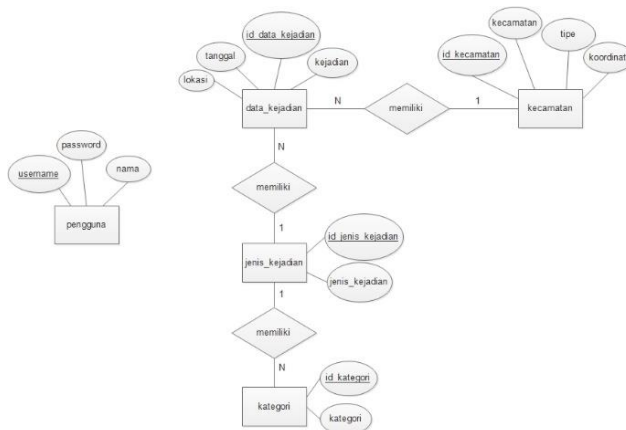 id_data_kejadian
tanggal
kejadian
lokasi
data_kejadian
N
memiliki
1
kecamatan
kecamatan
tipe
id_kecamatan
koordinat
N
memiliki
1
password
username
nama
pengguna
jenis_kejadian
id_jenis_kejadian
jenis_kejadian
1
memiliki
N
kategori
id_kategori
kategori